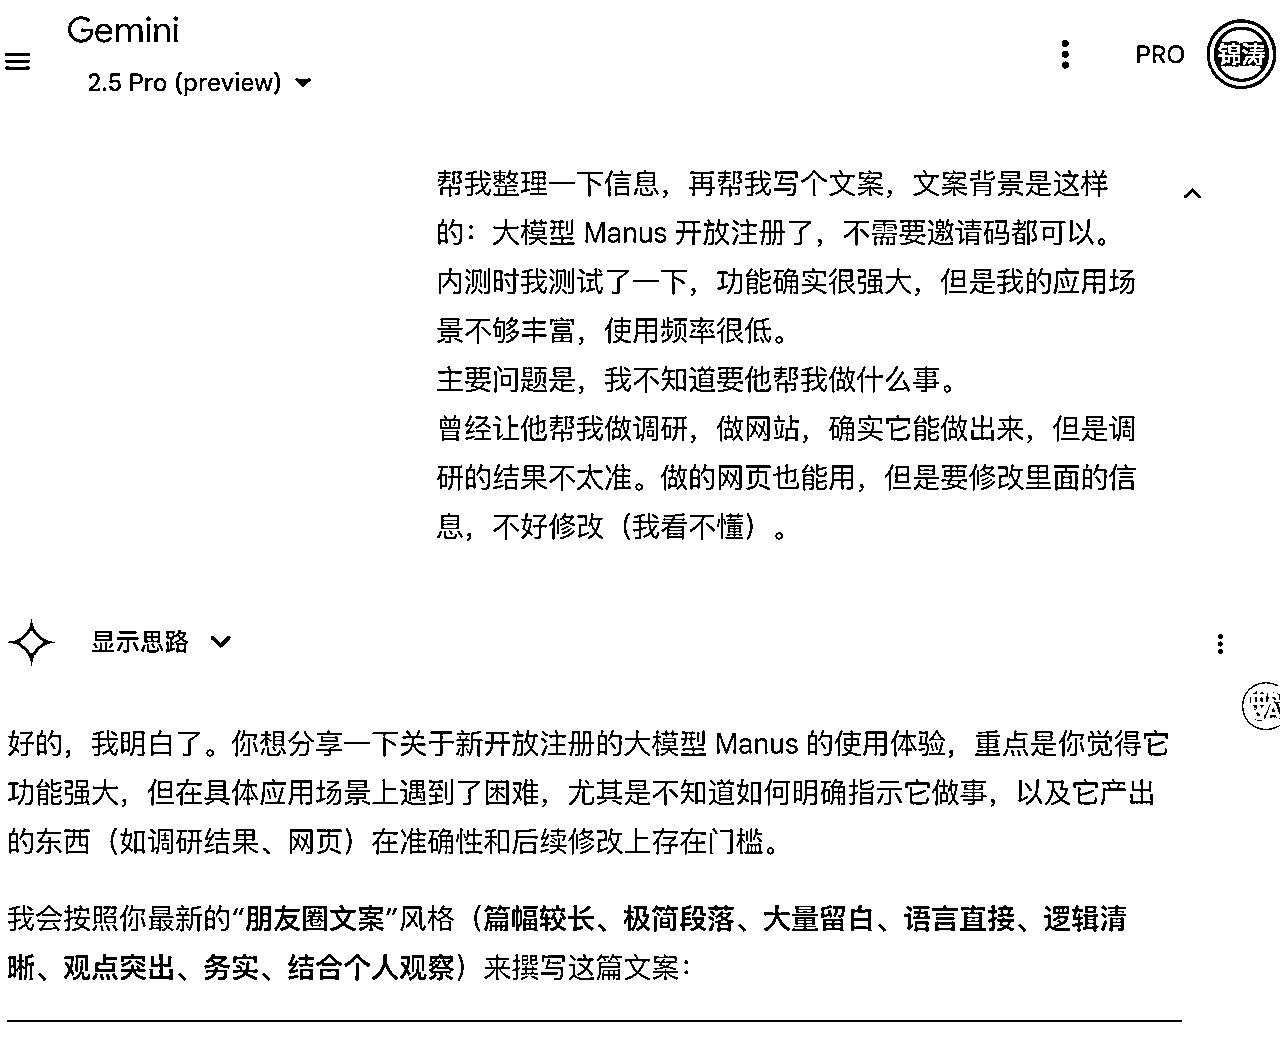 Gemini
2.5 Pro (preview)
PRO
锦涛
帮我整理一下信息，再帮我写个文案，文案背景是这样
的：大模型 Manus 开放注册了，不需要邀请码都可以。
内测时我测试了一下，功能确实很强大，但是我的应用场
景不够丰富，使用频率很低。
主要问题是，我不知道要他帮我做什么事。
曾经让他帮我做调研，做网站，确实它能做出来，但是调
研的结果不太准。做的网页也能用，但是要修改里面的信
息，不好修改（我看不懂）。
显示思路
好的，我明白了。你想分享一下关于新开放注册的大模型 Manus 的使用体验，重点是你觉得它
功能强大，但在具体应用场景上遇到了困难，尤其是不知道如何明确指示它做事，以及它产出
的东西（如调研结果、网页）在准确性和后续修改上存在门槛。
我会按照你最新的“朋友圈文案”风格（篇幅较长、极简段落、大量留白、语言直接、逻辑清
晰、观点突出、务实、结合个人观察）来撰写这篇文案：